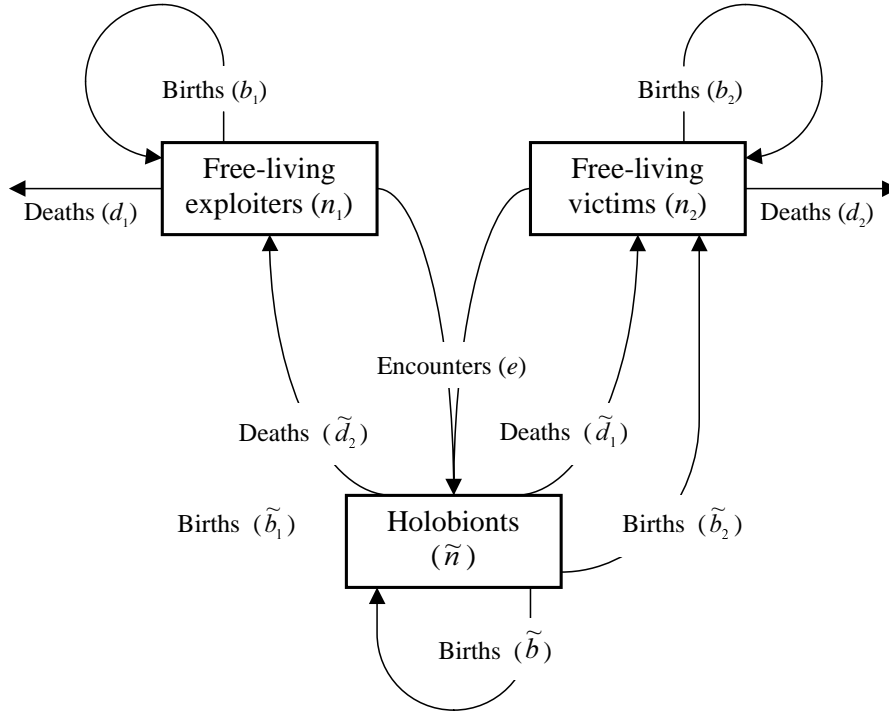 Births (b₁)
Births (b₂)
Free-living
exploiters (n₁)
Free-living
victims (n₂)
Deaths (d₁)
Deaths (d₂)
Encounters (e)
Deaths (d̃₂)
Deaths (d̃₁)
Births (b̃₁)
Holobionts
(ñ)
Births (b̃₂)
Births (b̃)